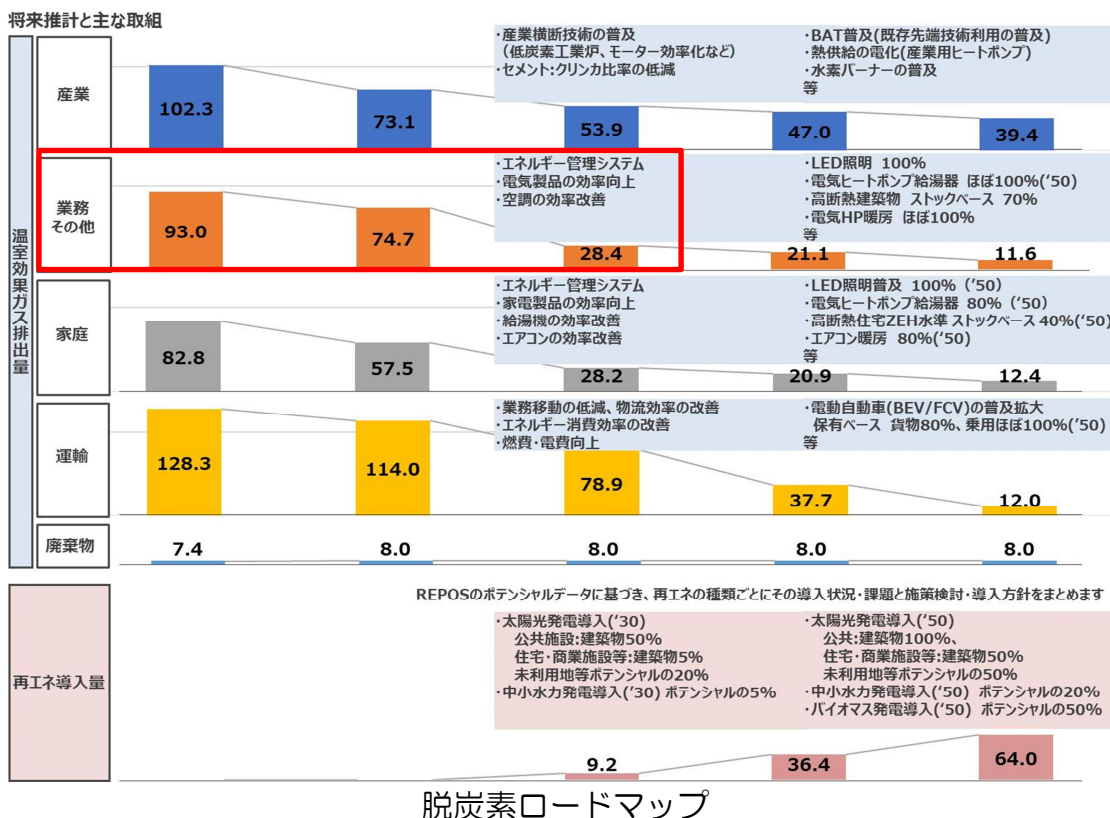 将来推計と主な取組
温室効果ガス排出量
産業
・産業横断技術の普及
(低炭素工業炉、モーター効率化など)
・セメント:クリンカ比率の低減
・BAT普及(既存先端技術利用の普及)
・熱供給の電化(産業用ヒートポンプ)
・水素バーナーの普及
等
102.3
73.1
53.9
47.0
39.4
業務
その他
・エネルギー管理システム
・電気製品の効率向上
・空調の効率改善
・LED照明 100%
・電気ヒートポンプ給湯器 ほぼ100%('50)
・高断熱建築物 ストックベース 70%
・電気HP暖房 ほぼ100%
等
93.0
74.7
28.4
21.1
11.6
家庭
・エネルギー管理システム
・家電製品の効率向上
・給湯機の効率改善
・エアコンの効率改善
・LED照明普及 100% ('50)
・電気ヒートポンプ給湯器 80% ('50)
・高断熱住宅ZEH水準 ストックベース 40%('50)
・エアコン暖房 80%('50)
等
82.8
57.5
28.2
20.9
12.4
運輸
・業務移動の低減、物流効率の改善
・エネルギー消費効率の改善
・燃費・電費向上
・電動自動車(BEV/FCV)の普及拡大
保有ベース 貨物80%、乗用ほぼ100%('50)
等
128.3
114.0
78.9
37.7
12.0
廃棄物
7.4
8.0
8.0
8.0
8.0
再エネ導入量
REPOSのポテンシャルデータに基づき、再エネの種類ごとにその導入状況・課題と施策検討・導入方針をまとめます
・太陽光発電導入('30)
公共施設:建築物50%
住宅・商業施設等:建築物5%
未利用地等ポテンシャルの20%
・中小水力発電導入('30) ポテンシャルの5%
・太陽光発電導入('50)
公共:建築物100%、
住宅・商業施設等:建築物50%
未利用地等ポテンシャルの50%
・中小水力発電導入('50) ポテンシャルの20%
・バイオマス発電導入('50) ポテンシャルの50%
9.2
36.4
64.0
脱炭素ロードマップ